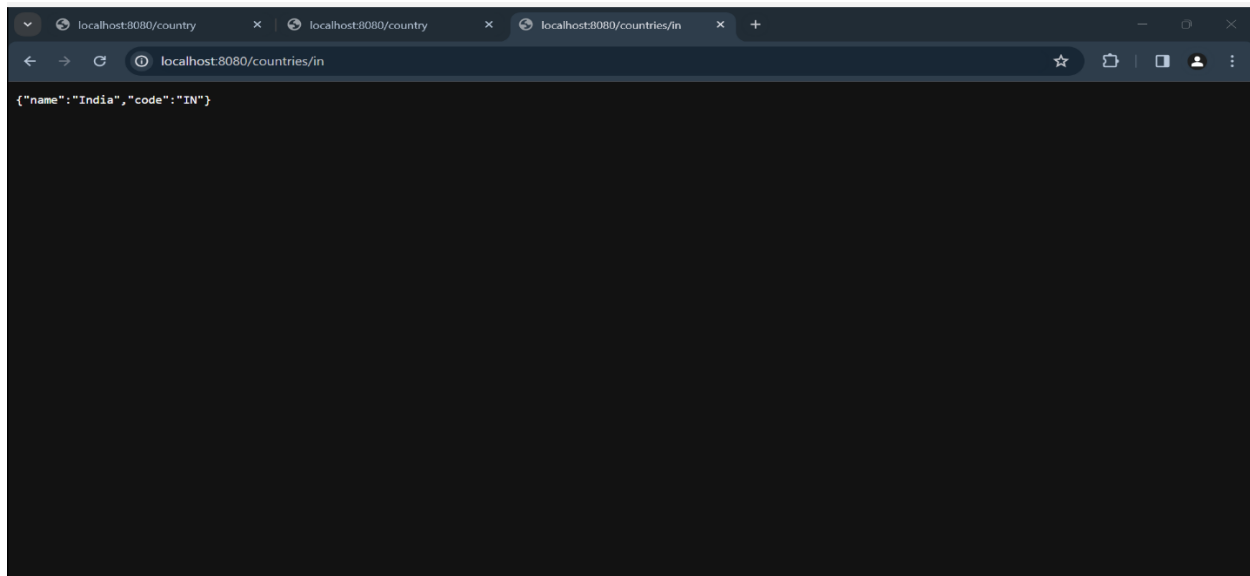 localhost:8080/country
localhost:8080/country
localhost:8080/countries/in
localhost:8080/countries/in
{"name":"India","code":"IN"}